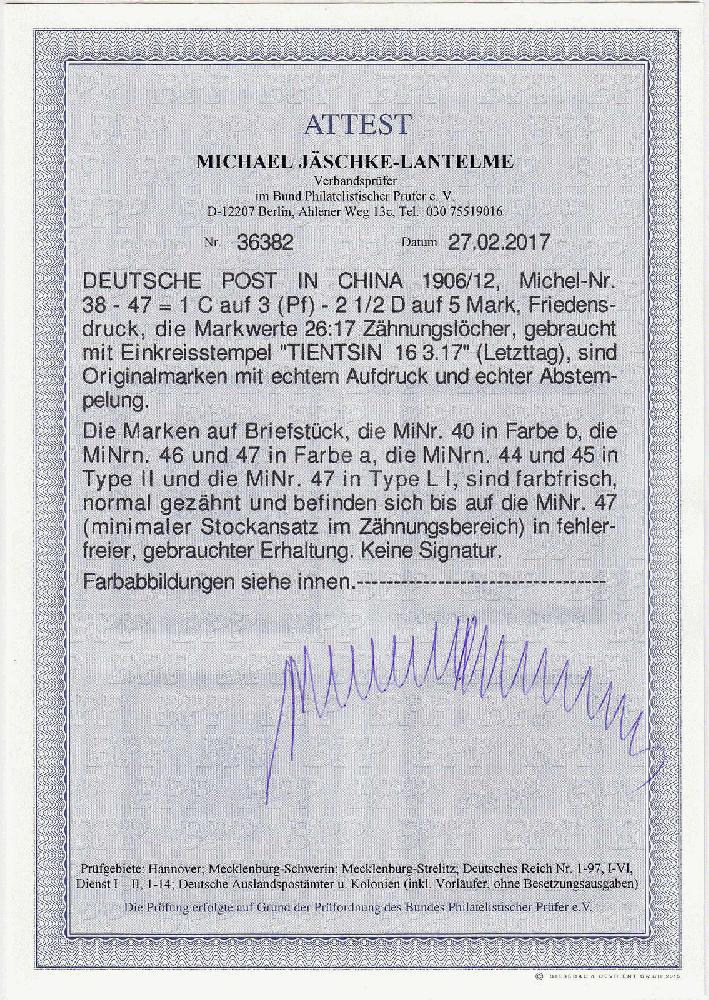 ATTEST
MICHAEL JÄSCHKE-LANTELME
Verbandsprüfer
im Bund Philatelistischer Prüfer e. V.
D-12207 Berlin, Ahlener Weg 13c, Tel. 030 75519016
Nr. 36382 Datum 27.02.2017
DEUTSCHE POST IN CHINA 1906/12, Michel-Nr.
38 - 47 = 1 C auf 3 (Pf) - 2 1/2 D auf 5 Mark, Friedens-
druck, die Markwerte 26:17 Zähnungslöcher, gebraucht
mit Einkreisstempel "TIENTSIN 16 3.17" (Letzttag), sind
Originalmarken mit echtem Aufdruck und echter Abstem-
pelung.
Die Marken auf Briefstück, die MiNr. 40 in Farbe b, die
MiNrn. 46 und 47 in Farbe a, die MiNrn. 44 und 45 in
Type II und die MiNr. 47 in Type L I, sind farbfrisch,
normal gezähnt und befinden sich bis auf die MiNr. 47
(minimaler Stockansatz im Zähnungsbereich) in fehler-
freier, gebrauchter Erhaltung. Keine Signatur.
Farbabbildungen siehe innen.----------------------------------
Prüfgebiete: Hannover; Mecklenburg-Schwerin; Mecklenburg-Strelitz; Deutsches Reich Nr. 1-97, I-VI,
Dienst I - II, 1-14; Deutsche Auslandspostämter u. Kolonien (inkl. Vorläufer, ohne Besetzungsausgaben)
Die Prüfung erfolgte auf Grund der Prüfordnung des Bundes Philatelistischer Prüfer e.V.